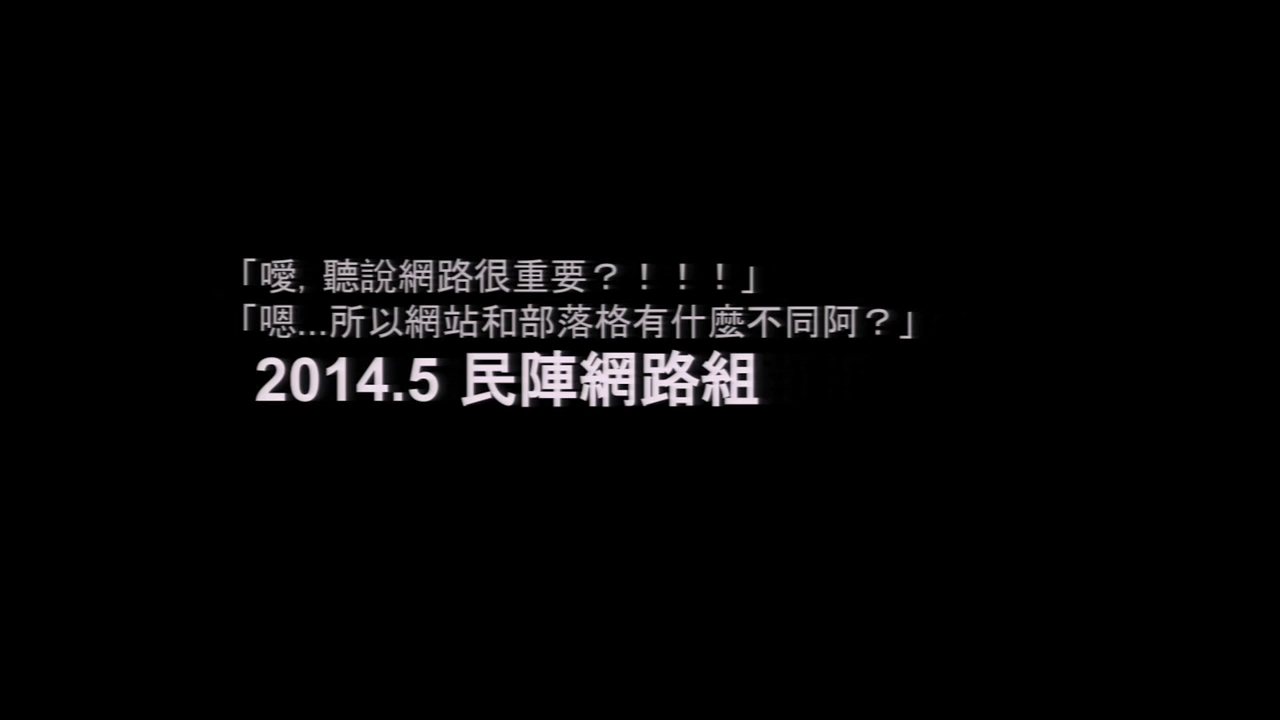 「噯, 聽說網路很重要？！！！」
「嗯...所以網站和部落格有什麼不同阿？」
2014.5 民陣網路組